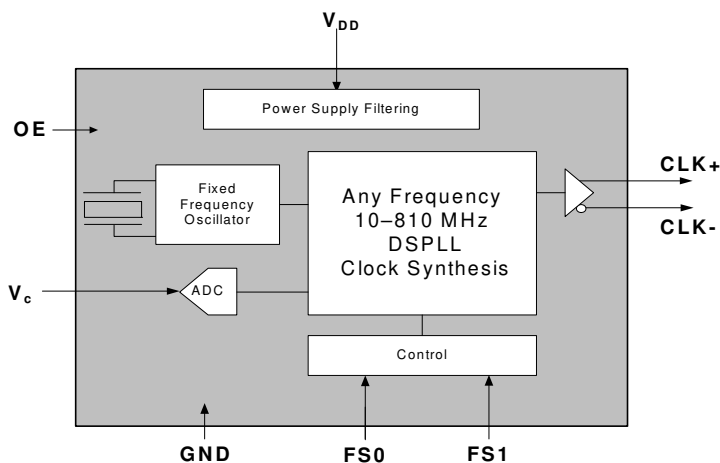 VDD
Power Supply Filtering
OE
Fixed
Frequency
Oscillator
Any Frequency
10–810 MHz
DSPLL
Clock Synthesis
CLK+
CLK-
Vc
ADC
Control
GND
FS0
FS1